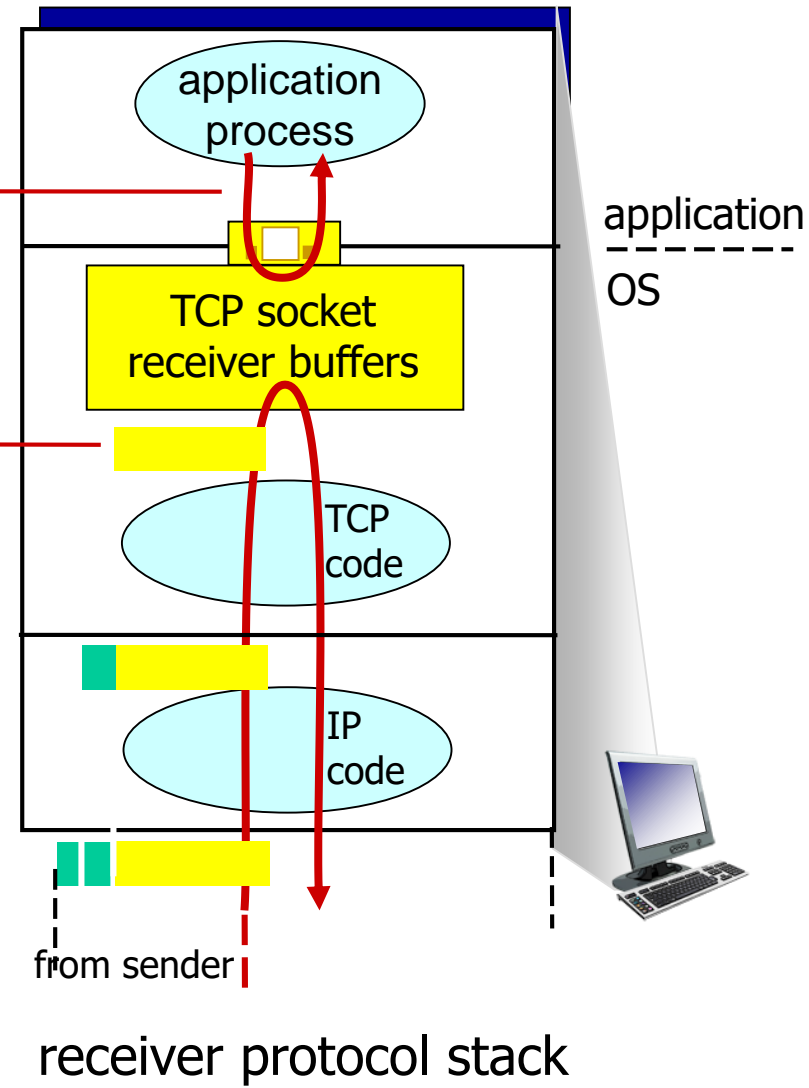 application
process
application
OS
TCP socket
receiver buffers
TCP
code
IP
code
from sender
receiver protocol stack